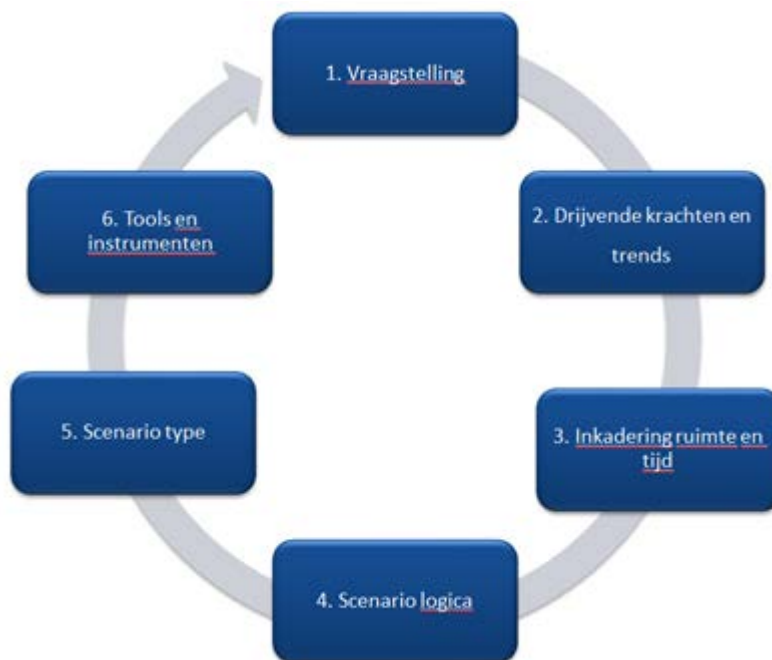 1. Vraagstelling
2. Drijvende krachten en
trends
3. Inkadering ruimte en
tijd
4. Scenario logica
5. Scenario type
6. Tools en
instrumenten